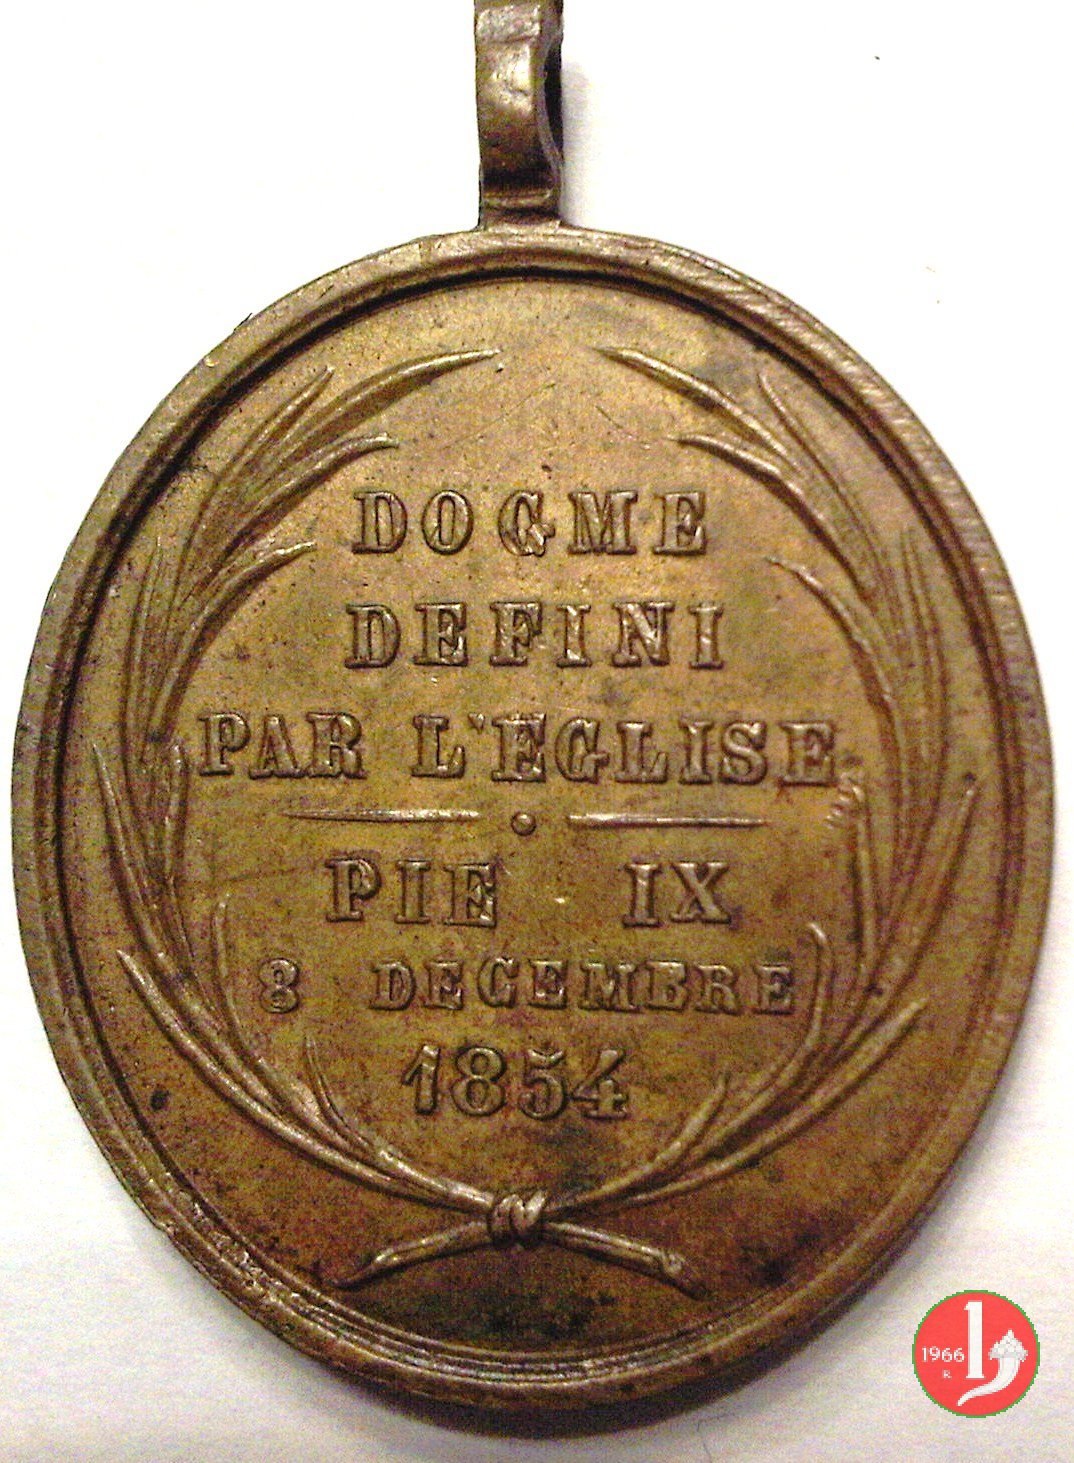 DOGME
DEFINI
PAR L'EGLISE
PIE IX
8 DECEMBRE
1854
1966
R